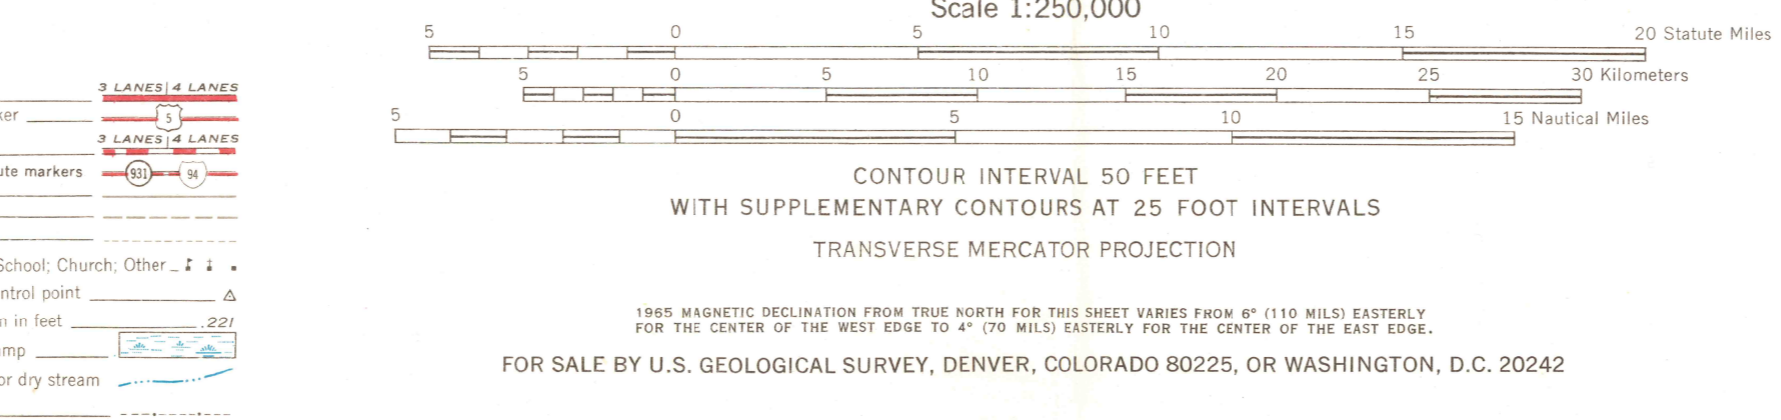 Scale 1:250,000
5 0 5 10 15 20 Statute Miles
5 0 5 10 15 20 25 30 Kilometers
5 0 5 10 15 Nautical Miles
CONTOUR INTERVAL 50 FEET
WITH SUPPLEMENTARY CONTOURS AT 25 FOOT INTERVALS
TRANSVERSE MERCATOR PROJECTION
1965 MAGNETIC DECLINATION FROM TRUE NORTH FOR THIS SHEET VARIES FROM 6° (110 MILS) EASTERLY
FOR THE CENTER OF THE WEST EDGE TO 4° (70 MILS) EASTERLY FOR THE CENTER OF THE EAST EDGE.
FOR SALE BY U.S. GEOLOGICAL SURVEY, DENVER, COLORADO 80225, OR WASHINGTON, D.C. 20242
3 LANES | 4 LANES
ker 5
3 LANES | 4 LANES
ute markers 931 94
School; Church; Other
ntrol point
n in feet .221
mp
or dry stream